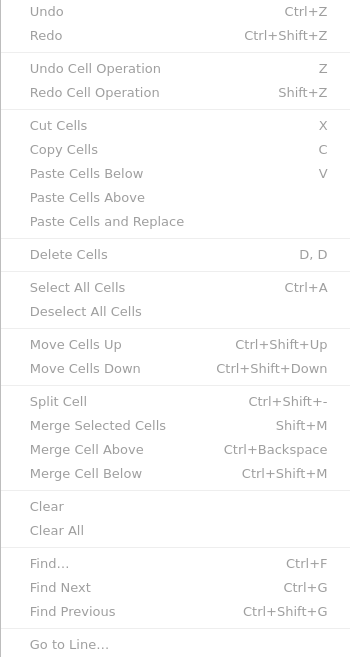 Undo Ctrl+Z
Redo Ctrl+Shift+Z
Undo Cell Operation Z
Redo Cell Operation Shift+Z
Cut Cells X
Copy Cells C
Paste Cells Below V
Paste Cells Above
Paste Cells and Replace
Delete Cells D, D
Select All Cells Ctrl+A
Deselect All Cells
Move Cells Up Ctrl+Shift+Up
Move Cells Down Ctrl+Shift+Down
Split Cell Ctrl+Shift+-
Merge Selected Cells Shift+M
Merge Cell Above Ctrl+Backspace
Merge Cell Below Ctrl+Shift+M
Clear
Clear All
Find… Ctrl+F
Find Next Ctrl+G
Find Previous Ctrl+Shift+G
Go to Line…